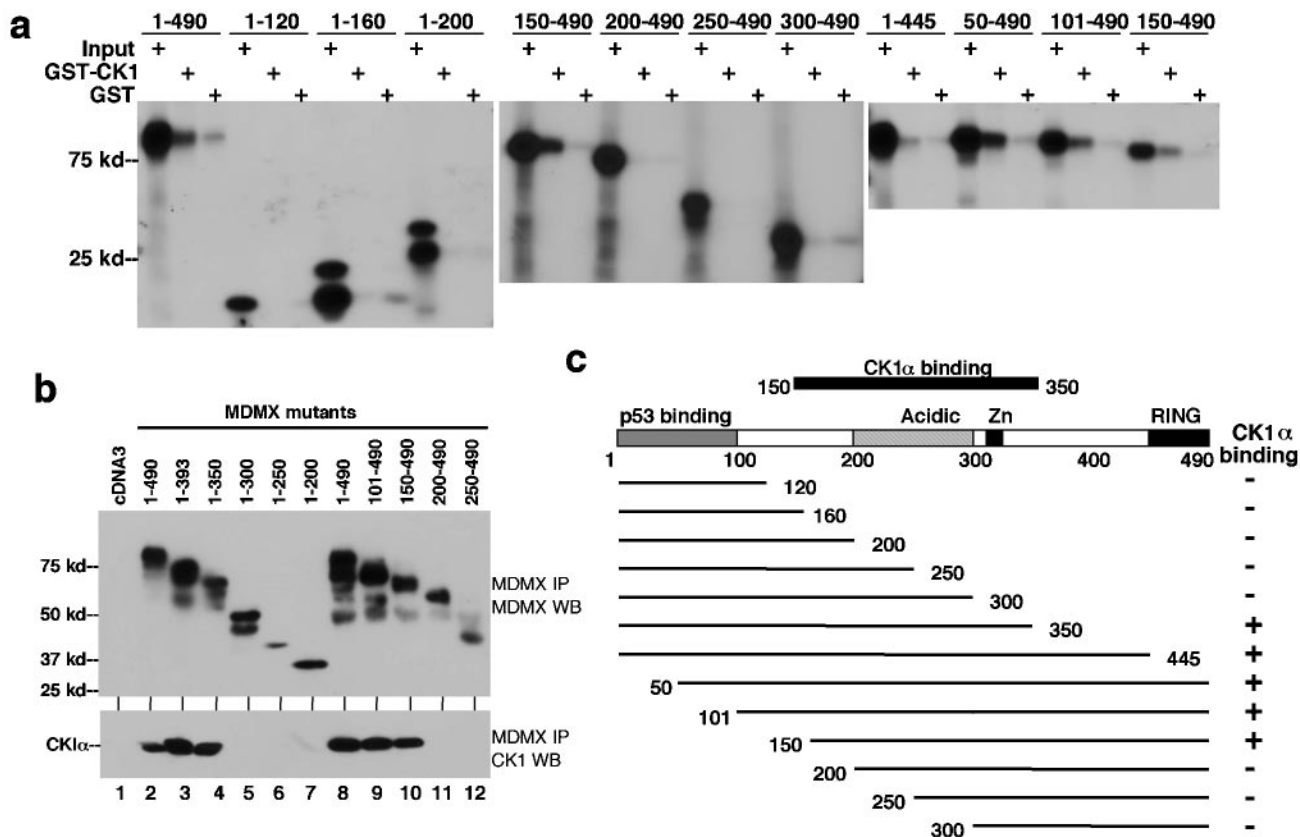 a
1-490 1-120 1-160 1-200 150-490 200-490 250-490 300-490 1-445 50-490 101-490 150-490
Input + + + + + + + + + + + +
GST-CK1 + + + + + + + + + + + +
GST + + + + + + + + + + + +
75 kd--
25 kd--
b
MDMX mutants
cDNA3 1-490 1-393 1-350 1-300 1-250 1-200 1-490 101-490 150-490 200-490 250-490
75 kd--
50 kd--
37 kd--
25 kd--
MDMX IP
MDMX WB
CKIα--
MDMX IP
CK1 WB
1 2 3 4 5 6 7 8 9 10 11 12
c
CK1α binding
150 350
p53 binding Acidic Zn RING
CK1α
binding
1 100 200 300 400 490
120 -
160 -
200 -
250 -
300 -
350 +
445 +
50 +
101 +
150 +
200 -
250 -
300 -